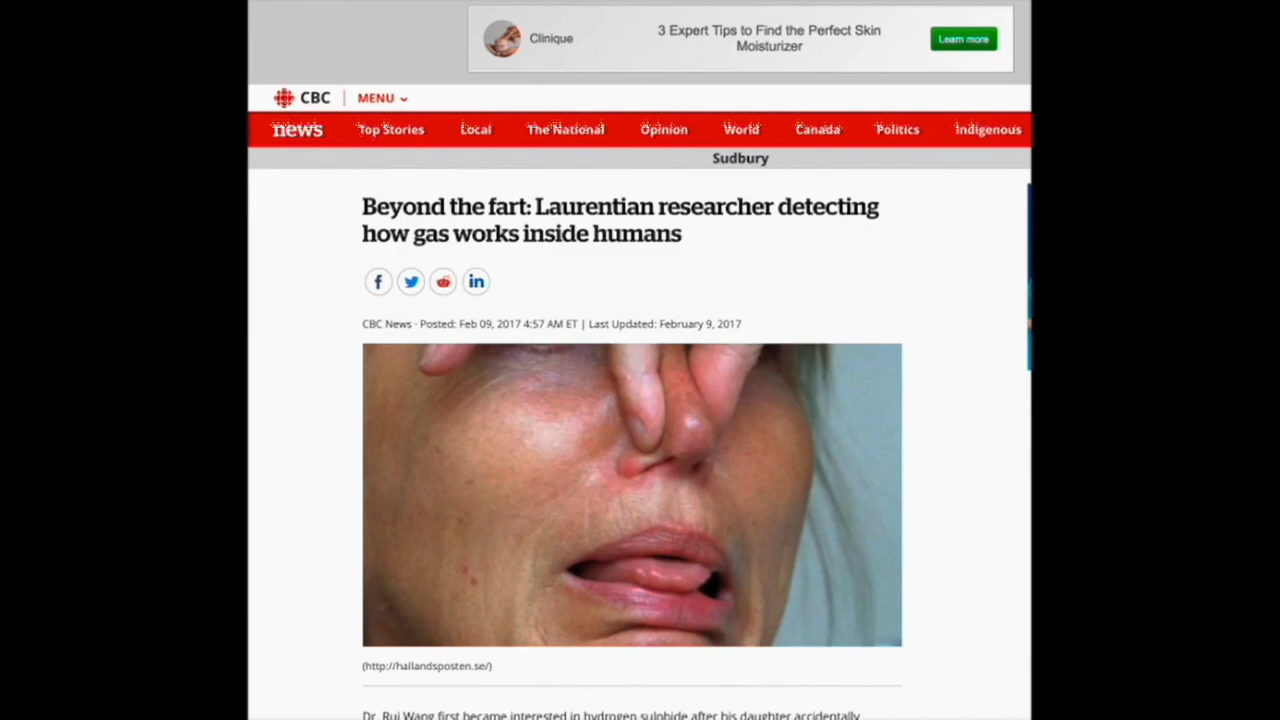 Clinique
3 Expert Tips to Find the Perfect Skin
Moisturizer
Learn more
CBC
MENU
news Top Stories Local The National Opinion World Canada Politics Indigenous
Sudbury
Beyond the fart: Laurentian researcher detecting
how gas works inside humans
CBC News · Posted: Feb 09, 2017 4:57 AM ET | Last Updated: February 9, 2017
(http://hallandsposten.se/)
Dr. Rui Wang first became interested in hydrogen sulphide after his daughter accidentally